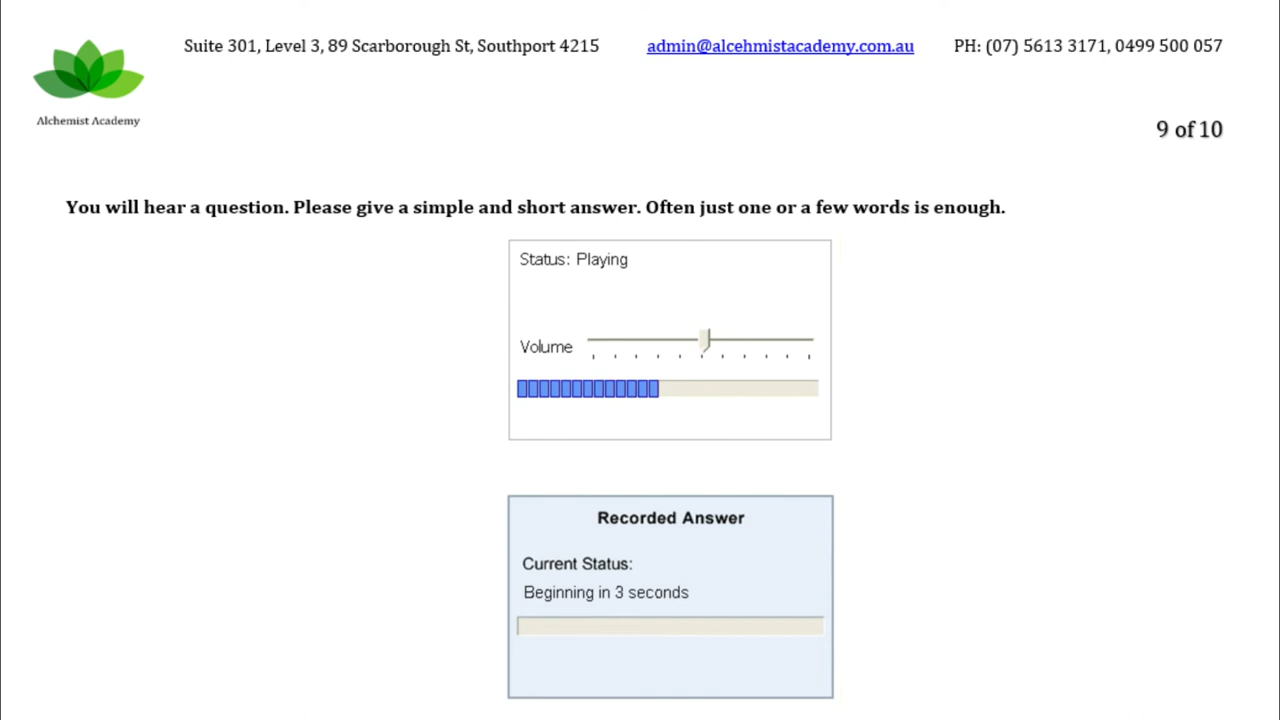 Suite 301, Level 3, 89 Scarborough St, Southport 4215 admin@alcehmistacademy.com.au PH: (07) 5613 3171, 0499 500 057
Alchemist Academy
9 of 10
You will hear a question. Please give a simple and short answer. Often just one or a few words is enough.
Status: Playing
Volume
Recorded Answer
Current Status:
Beginning in 3 seconds